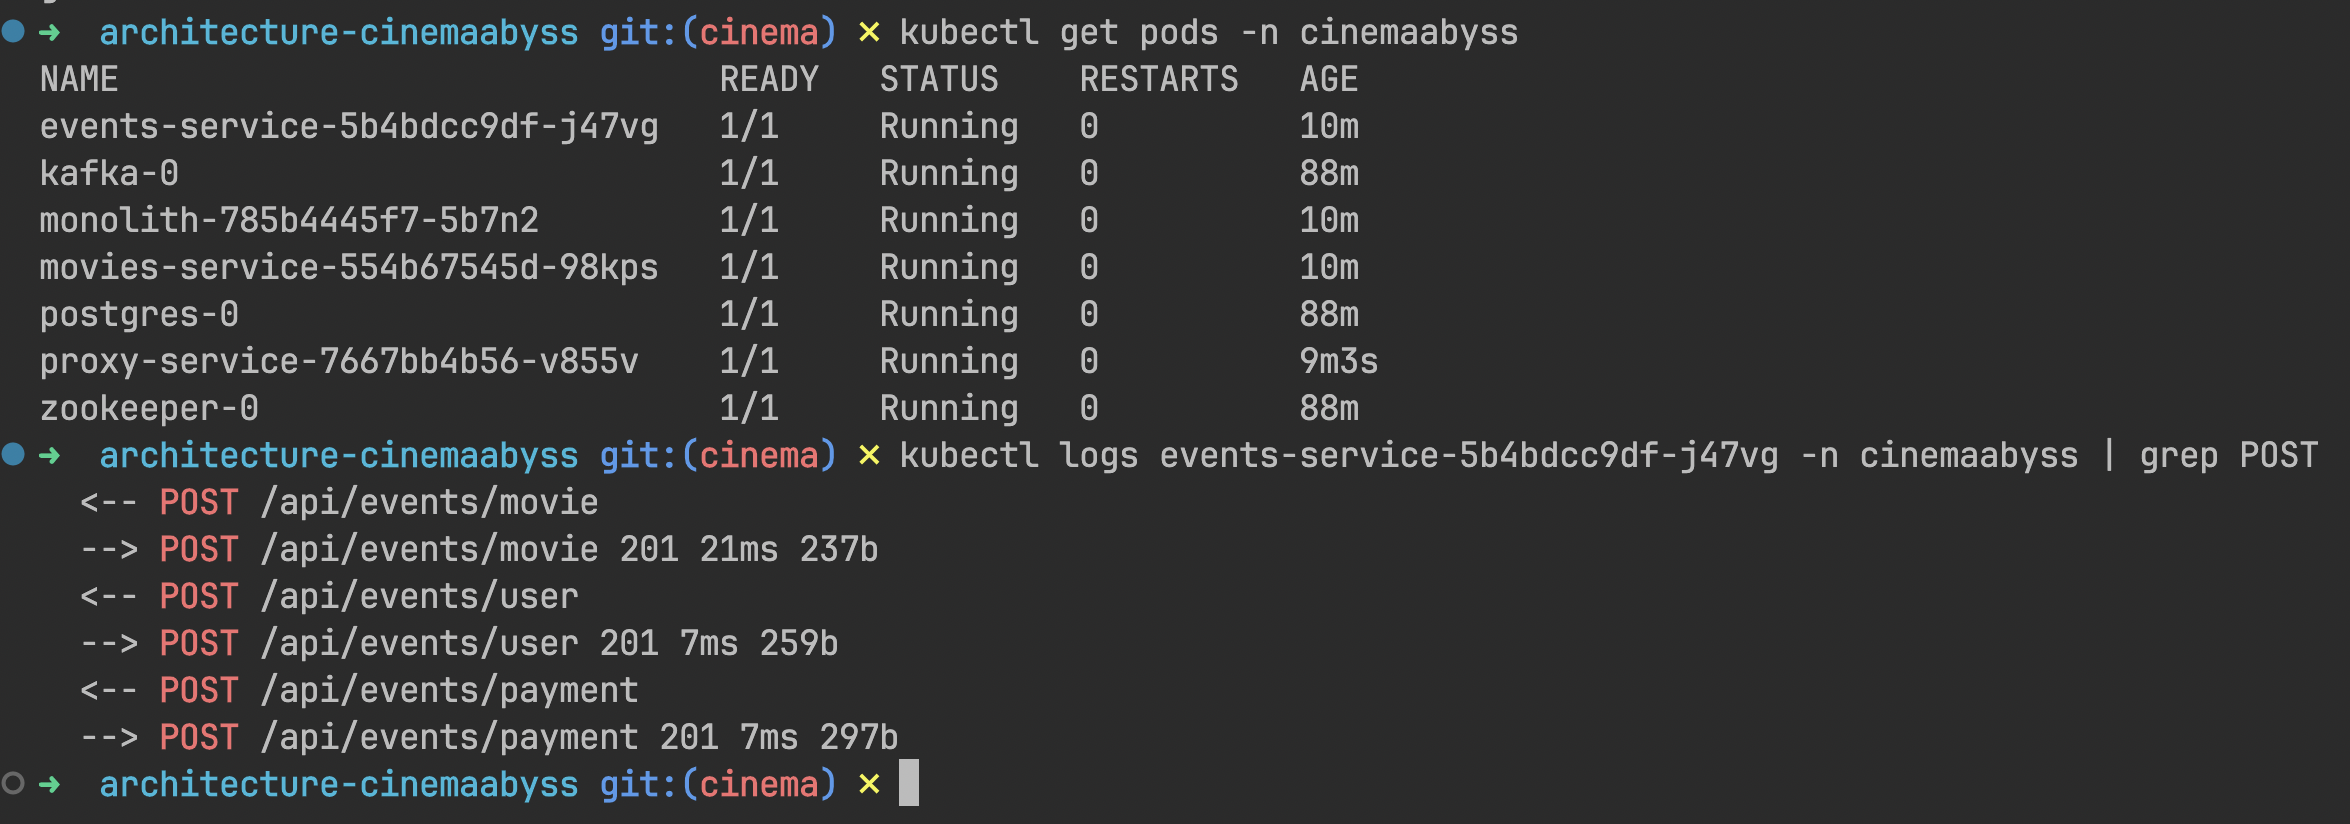 ➜  architecture-cinemaabyss git:(cinema) ✗ kubectl get pods -n cinemaabyss
NAME                              READY   STATUS    RESTARTS   AGE
events-service-5b4bdcc9df-j47vg   1/1     Running   0          10m
kafka-0                           1/1     Running   0          88m
monolith-785b4445f7-5b7n2         1/1     Running   0          10m
movies-service-554b67545d-98kps   1/1     Running   0          10m
postgres-0                        1/1     Running   0          88m
proxy-service-7667bb4b56-v855v    1/1     Running   0          9m3s
zookeeper-0                       1/1     Running   0          88m
➜  architecture-cinemaabyss git:(cinema) ✗ kubectl logs events-service-5b4bdcc9df-j47vg -n cinemaabyss | grep POST
  <-- POST /api/events/movie
  --> POST /api/events/movie 201 21ms 237b
  <-- POST /api/events/user
  --> POST /api/events/user 201 7ms 259b
  <-- POST /api/events/payment
  --> POST /api/events/payment 201 7ms 297b
➜  architecture-cinemaabyss git:(cinema) ✗